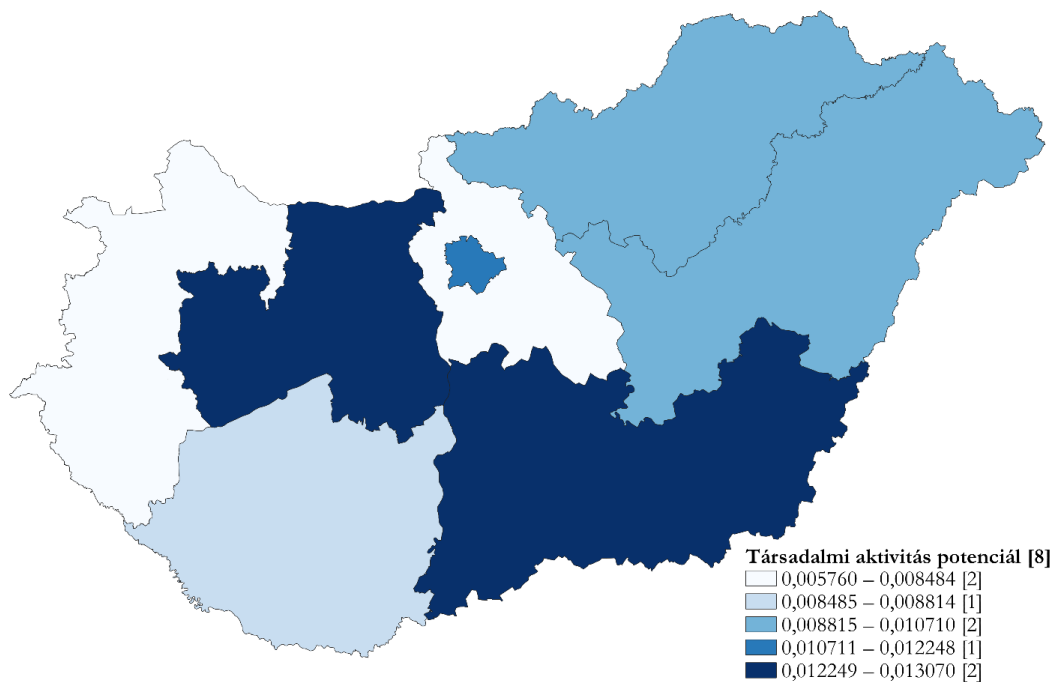 Társadalmi aktivitás potenciál [8]
0,005760 – 0,008484 [2]
0,008485 – 0,008814 [1]
0,008815 – 0,010710 [2]
0,010711 – 0,012248 [1]
0,012249 – 0,013070 [2]